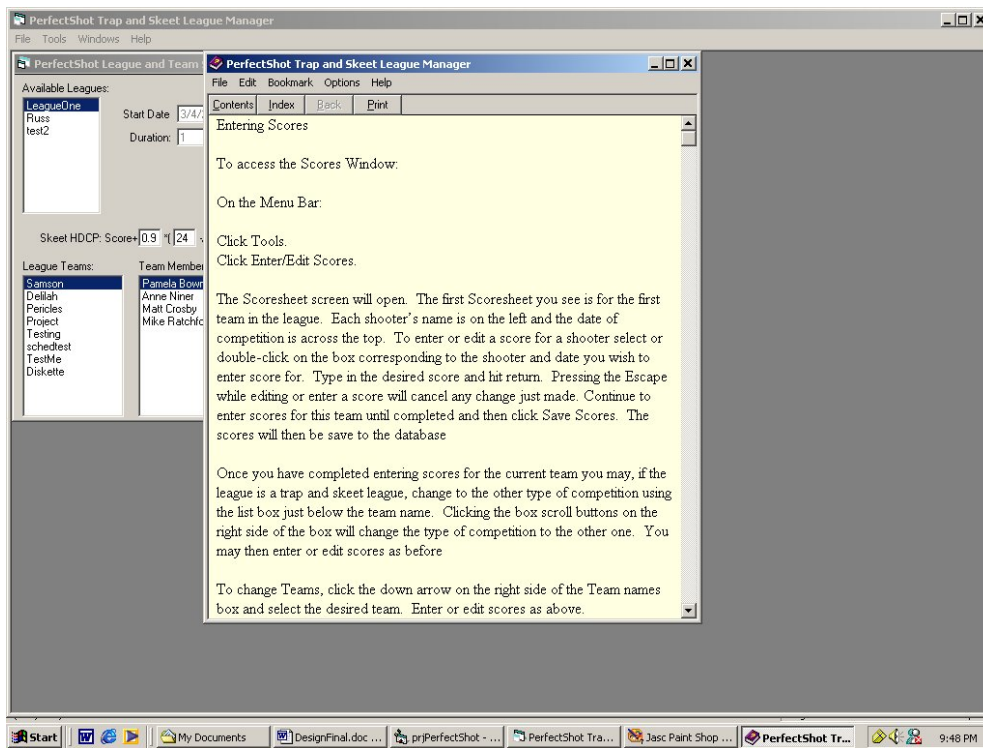 PerfectShot Trap and Skeet League Manager
File Tools Windows Help
PerfectShot League and Team
Available Leagues:
LeagueOne
Russ
test2
Start Date 3/4/
Duration: 1
Skeet HDCP: Score+ 0.9 *( 24
League Teams:
Samson
Delilah
Pericles
Project
Testing
schedtest
TestMe
Diskette
Team Member
Pamela Bown
Anne Niner
Matt Crosby
Mike Ratchfo
PerfectShot Trap and Skeet League Manager
File Edit Bookmark Options Help
Contents Index Back Print
Entering Scores
To access the Scores Window:
On the Menu Bar:
Click Tools.
Click Enter/Edit Scores.
The Scoresheet screen will open. The first Scoresheet you see is for the first
team in the league. Each shooter's name is on the left and the date of
competition is across the top. To enter or edit a score for a shooter select or
double-click on the box corresponding to the shooter and date you wish to
enter score for. Type in the desired score and hit return. Pressing the Escape
while editing or enter a score will cancel any change just made. Continue to
enter scores for this team until completed and then click Save Scores. The
scores will then be save to the database
Once you have completed entering scores for the current team you may, if the
league is a trap and skeet league, change to the other type of competition using
the list box just below the team name. Clicking the box scroll buttons on the
right side of the box will change the type of competition to the other one. You
may then enter or edit scores as before
To change Teams, click the down arrow on the right side of the Team names
box and select the desired team. Enter or edit scores as above.
Start My Documents DesignFinal.doc ... prjPerfectShot - ... PerfectShot Tra... Jasc Paint Shop ... PerfectShot Tr... 9:48 PM